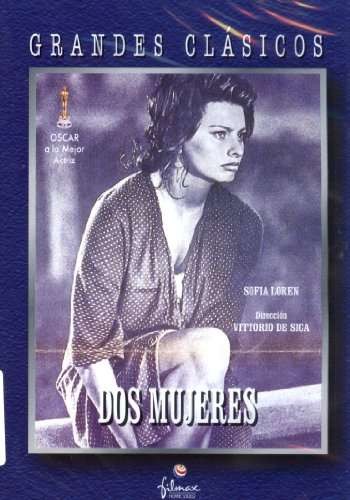 GRANDES CLÁSICOS
OSCAR
a la Mejor
Actriz
SOFIA LOREN
Dirección
VITTORIO DE SICA
DOS MUJERES
filmax
HOME VIDEO